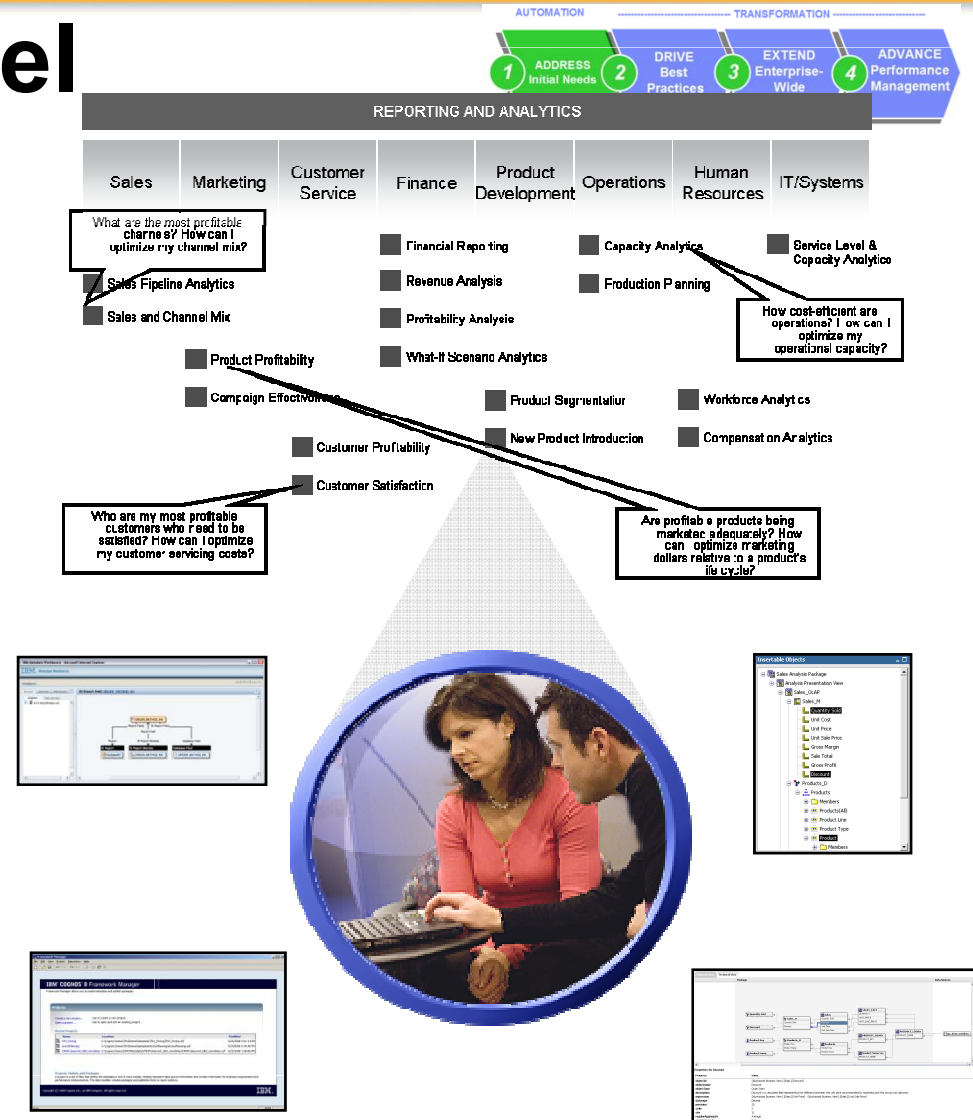 AUTOMATION
TRANSFORMATION
el
1 ADDRESS Initial Needs
2 DRIVE Best Practices
3 EXTEND Enterprise-Wide
4 ADVANCE Performance Management
REPORTING AND ANALYTICS
Sales
Marketing
Customer Service
Finance
Product Development
Operations
Human Resources
IT/Systems
What are the most profitable
channels? How can I
optimize my channel mix?
Sales Pipeline Analytics
Sales and Channel Mix
Product Profitability
Campaign Effectiveness
Customer Profitability
Customer Satisfaction
Financial Reporting
Revenue Analysis
Profitability Analysis
What-If Scenario Analytics
Product Segmentation
New Product Introduction
Capacity Analytics
Production Planning
Workforce Analytics
Compensation Analytics
Service Level &
Capacity Analytics
How cost-efficient are
operations? How can I
optimize my
operational capacity?
Who are my most profitable
customers who need to be
satisfied? How can I optimize
my customer servicing costs?
Are profitable products being
marketed adequately? How
can I optimize marketing
dollars relative to a product's
life cycle?
Insertable Objects
Sales Analysis Package
Analysis Presentation View
Sales_OLAP
Sales_M
Quantity Sold
Unit Cost
Unit Price
Unit Sale Price
Gross Margin
Sale Total
Gross Profit
Discount
Products_D
Products
Members
Products(All)
Product Line
Product Type
Product
Members
IBM COGNOS 8 Framework Manager
Projects
IBM.